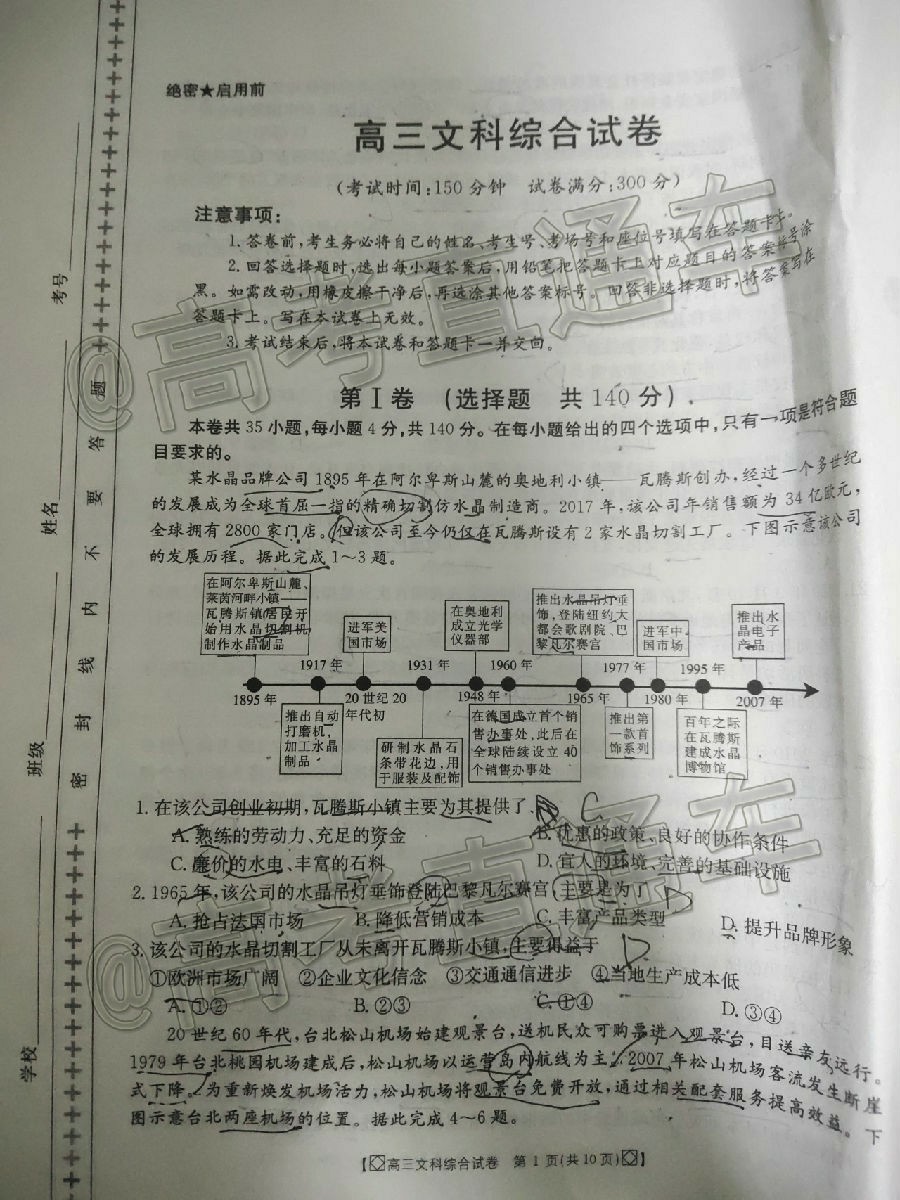 绝密★启用前
高三文科综合试卷
(考试时间:150分钟 试卷满分:300分)
注意事项:
1.答卷前,考生务必将自己的姓名、考生号、考场号和座位号填写在答题卡上。
2.回答选择题时,选出每小题答案后,用铅笔把答题卡上对应题目的答案标号涂
黑。如需改动,用橡皮擦干净后,再选涂其他答案标号。回答非选择题时,将答案写在
答题卡上。写在本试卷上无效。
3.考试结束后,将本试卷和答题卡一并交回。
第Ⅰ卷 (选择题 共140分)
本卷共35小题,每小题4分,共140分。在每小题给出的四个选项中,只有一项是符合题
目要求的。
某水晶品牌公司1895年在阿尔卑斯山麓的奥地利小镇——瓦腾斯创办,经过一个多世纪
的发展成为全球首屈一指的精确切割仿水晶制造商。2017年,该公司年销售额为34亿欧元,
全球拥有2800家门店。但该公司至今仍仅在瓦腾斯设有2家水晶切割工厂。下图示意该公司
的发展历程。据此完成1~3题。
在阿尔卑斯山麓、
莱茵河畔小镇——
瓦腾斯镇居民开
始用水晶切割机
制作水晶制品
进军美
国市场
在奥地利
成立光学
仪器部
推出水晶吊灯垂
饰,登陆纽约大
都会歌剧院、巴
黎凡尔赛宫
进军中
国市场
推出水
晶电子
产品
1917年
1931年
1960年
1977年
1995年
1895年
20世纪20
年代初
1948年
1965年
1980年
2007年
推出自动
打磨机,
加工水晶
制品
研制水晶石
条带花边,用
于服装及配饰
在德国成立首个销
售办事处,此后在
全球陆续设立40
个销售办事处
推出第
一款首
饰系列
百年之际
在瓦腾斯
建成水晶
博物馆
1.在该公司创业初期,瓦腾斯小镇主要为其提供了 C
A.熟练的劳动力、充足的资金 B.优惠的政策、良好的协作条件
C.廉价的水电、丰富的石料 D.宜人的环境、完善的基础设施
2.1965年,该公司的水晶吊灯垂饰登陆巴黎凡尔赛宫,主要是为了 D
A.抢占法国市场 B.降低营销成本 C.丰富产品类型 D.提升品牌形象
3.该公司的水晶切割工厂从未离开瓦腾斯小镇,主要得益于 D
①欧洲市场广阔 ②企业文化信念 ③交通通信进步 ④当地生产成本低
A.①② B.②③ C.①④ D.③④
20世纪60年代,台北松山机场始建观景台,送机民众可购票进入观景台,目送亲友远行。
1979年台北桃园机场建成后,松山机场以运营岛内航线为主。2007年松山机场客流发生断崖
式下降。为重新焕发机场活力,松山机场将观景台免费开放,通过相关配套服务提高效益。下
图示意台北两座机场的位置。据此完成4~6题。
【高三文科综合试卷 第1页(共10页)】
学校
班级
姓名
考号
密封线内不要答题
@高考直通车
@高考直通车